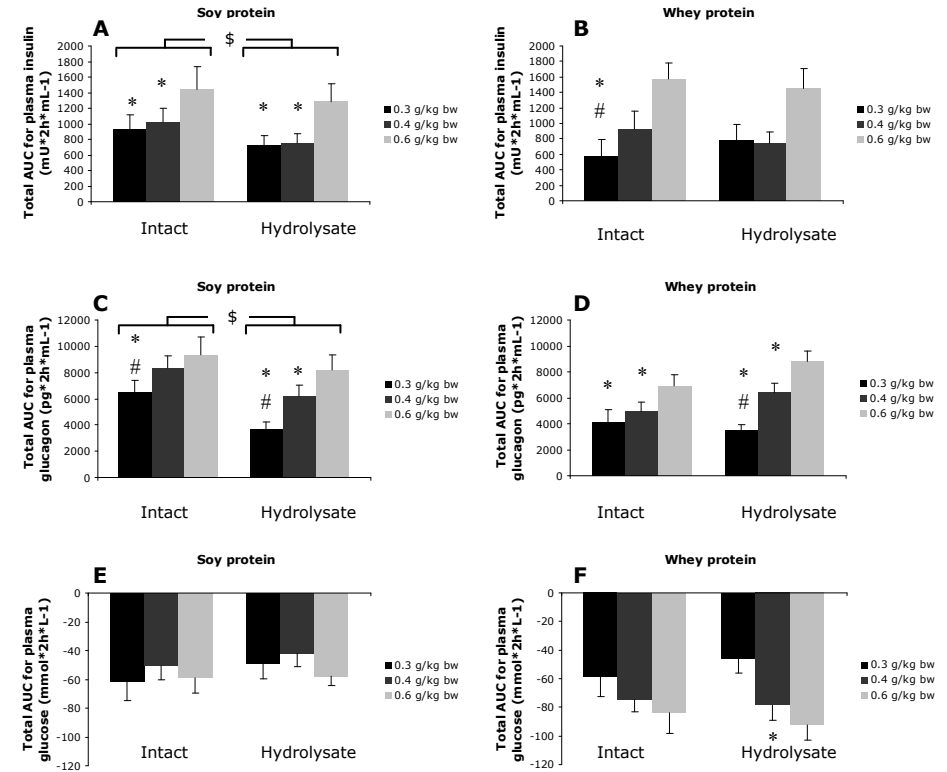 Soy protein
A
$
Total AUC for plasma insulin
(mU*2h*mL-1)
2000
1800
1600
1400
1200
1000
800
600
400
200
0
* * * *
0.3 g/kg bw
0.4 g/kg bw
0.6 g/kg bw
Intact Hydrolysate
Whey protein
B
Total AUC for plasma insulin
(mU*2h*mL-1)
2000
1800
1600
1400
1200
1000
800
600
400
200
0
*
#
0.3 g/kg bw
0.4 g/kg bw
0.6 g/kg bw
Intact Hydrolysate
Soy protein
C
$
Total AUC for plasma
glucagon (pg*2h*mL-1)
12000
10000
8000
6000
4000
2000
0
* * *
# #
0.3 g/kg bw
0.4 g/kg bw
0.6 g/kg bw
Intact Hydrolysate
Whey protein
D
Total AUC for plasma
glucagon (pg*2h*mL-1)
12000
10000
8000
6000
4000
2000
0
* * * *
#
0.3 g/kg bw
0.4 g/kg bw
0.6 g/kg bw
Intact Hydrolysate
Soy protein
E
Total AUC for plasma
glucose (mmol*2h*L-1)
0
-20
-40
-60
-80
-100
-120
0.3 g/kg bw
0.4 g/kg bw
0.6 g/kg bw
Intact Hydrolysate
Whey protein
F
Total AUC for plasma
glucose (mmol*2h*L-1)
0
-20
-40
-60
-80
-100
-120
0.3 g/kg bw
0.4 g/kg bw
0.6 g/kg bw
*
Intact Hydrolysate